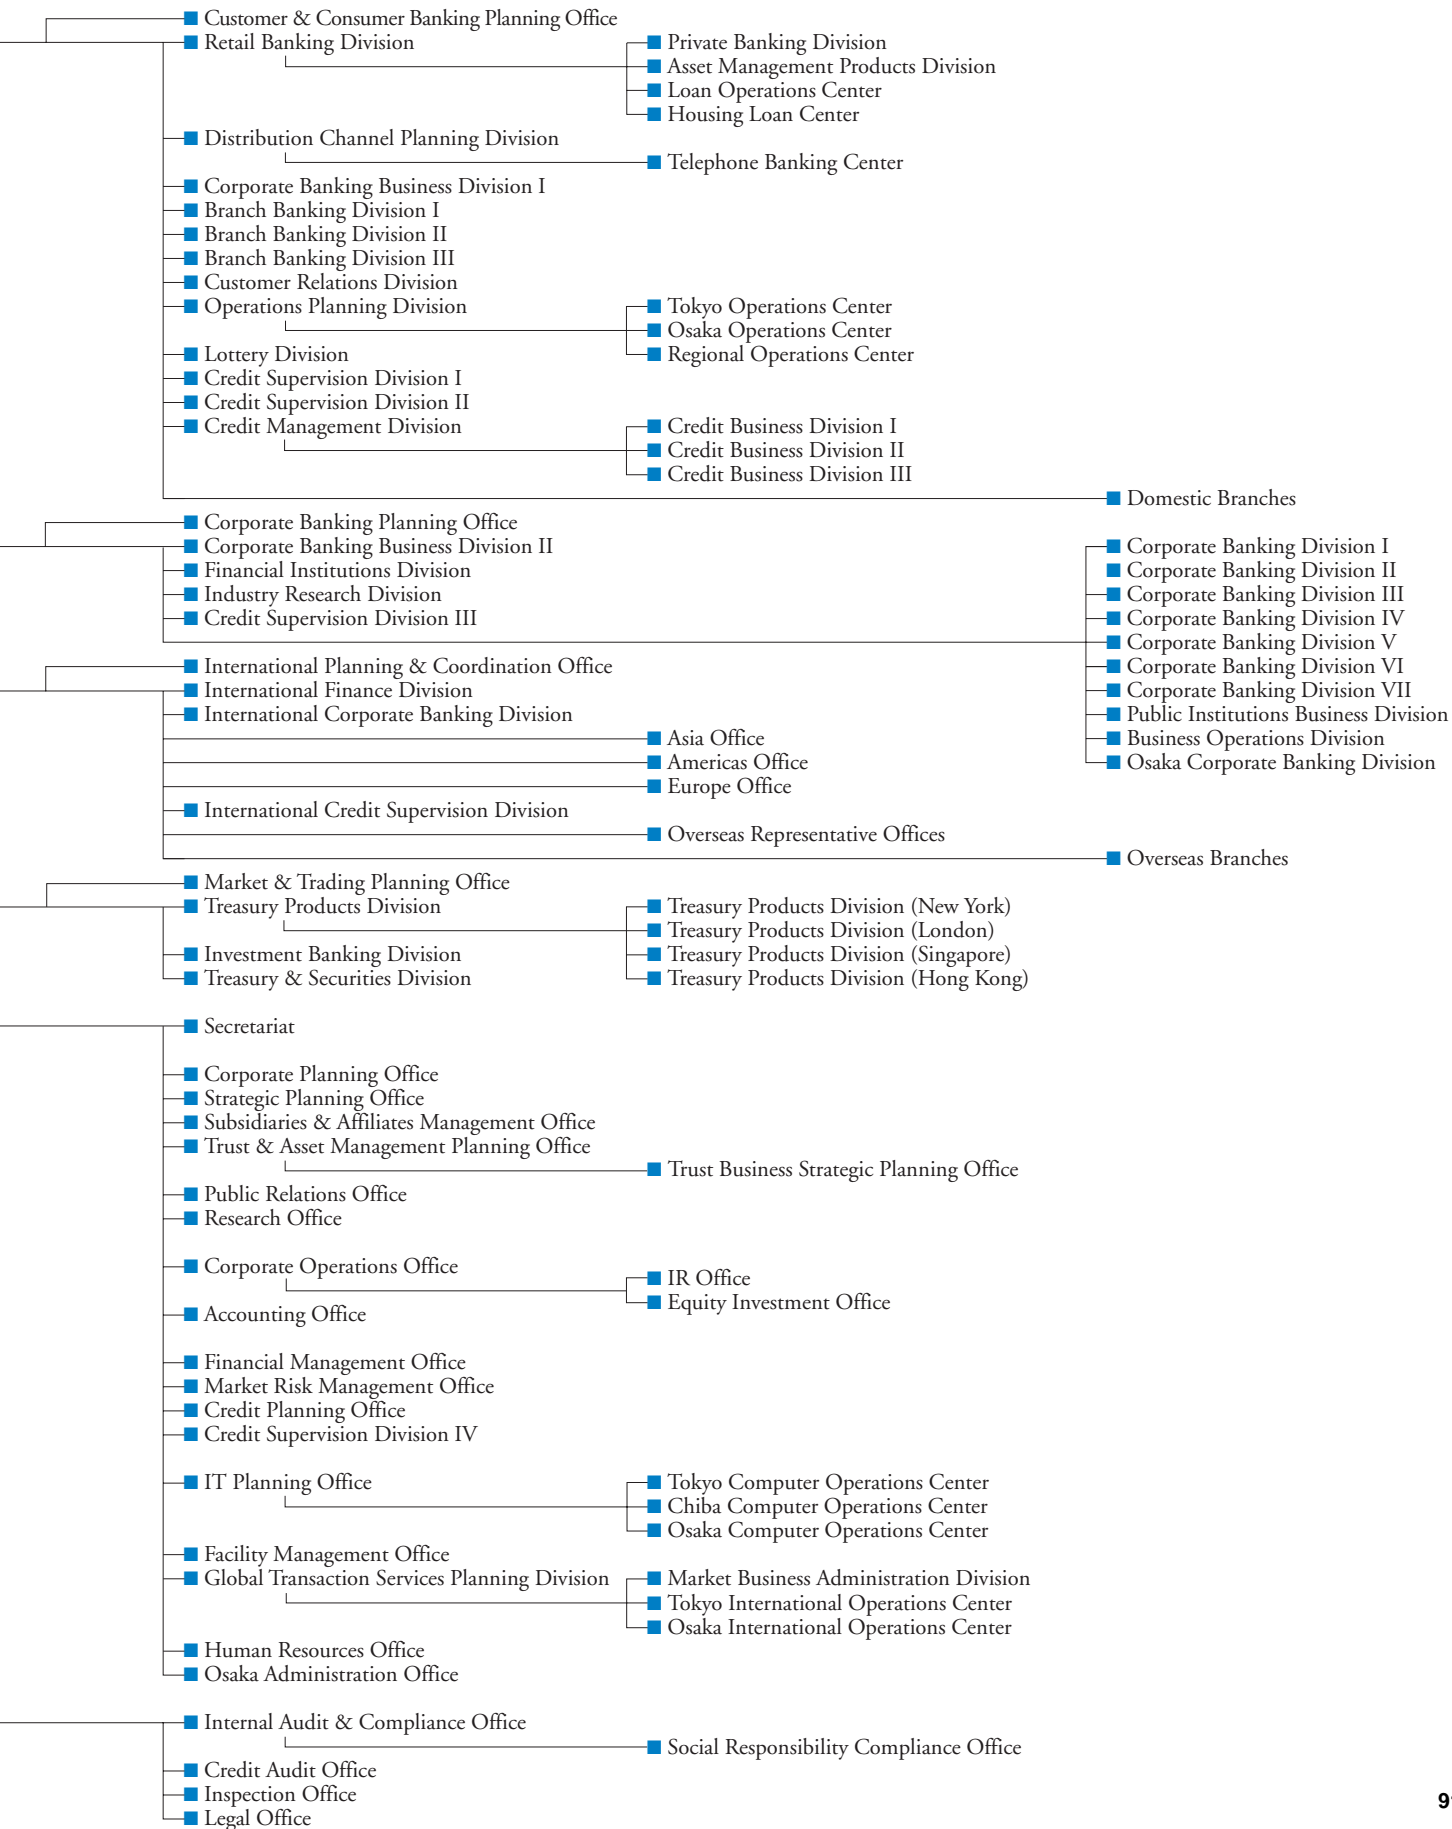 Customer & Consumer Banking Planning Office
Retail Banking Division
Private Banking Division
Asset Management Products Division
Loan Operations Center
Housing Loan Center
Distribution Channel Planning Division
Telephone Banking Center
Corporate Banking Business Division I
Branch Banking Division I
Branch Banking Division II
Branch Banking Division III
Customer Relations Division
Operations Planning Division
Tokyo Operations Center
Osaka Operations Center
Regional Operations Center
Lottery Division
Credit Supervision Division I
Credit Supervision Division II
Credit Management Division
Credit Business Division I
Credit Business Division II
Credit Business Division III
Domestic Branches
Corporate Banking Planning Office
Corporate Banking Business Division II
Financial Institutions Division
Industry Research Division
Credit Supervision Division III
Corporate Banking Division I
Corporate Banking Division II
Corporate Banking Division III
Corporate Banking Division IV
Corporate Banking Division V
Corporate Banking Division VI
Corporate Banking Division VII
Public Institutions Business Division
Business Operations Division
Osaka Corporate Banking Division
International Planning & Coordination Office
International Finance Division
International Corporate Banking Division
Asia Office
Americas Office
Europe Office
International Credit Supervision Division
Overseas Representative Offices
Overseas Branches
Market & Trading Planning Office
Treasury Products Division
Treasury Products Division (New York)
Treasury Products Division (London)
Treasury Products Division (Singapore)
Treasury Products Division (Hong Kong)
Investment Banking Division
Treasury & Securities Division
Secretariat
Corporate Planning Office
Strategic Planning Office
Subsidiaries & Affiliates Management Office
Trust & Asset Management Planning Office
Trust Business Strategic Planning Office
Public Relations Office
Research Office
Corporate Operations Office
IR Office
Equity Investment Office
Accounting Office
Financial Management Office
Market Risk Management Office
Credit Planning Office
Credit Supervision Division IV
IT Planning Office
Tokyo Computer Operations Center
Chiba Computer Operations Center
Osaka Computer Operations Center
Facility Management Office
Global Transaction Services Planning Division
Market Business Administration Division
Tokyo International Operations Center
Osaka International Operations Center
Human Resources Office
Osaka Administration Office
Internal Audit & Compliance Office
Social Responsibility Compliance Office
Credit Audit Office
Inspection Office
Legal Office